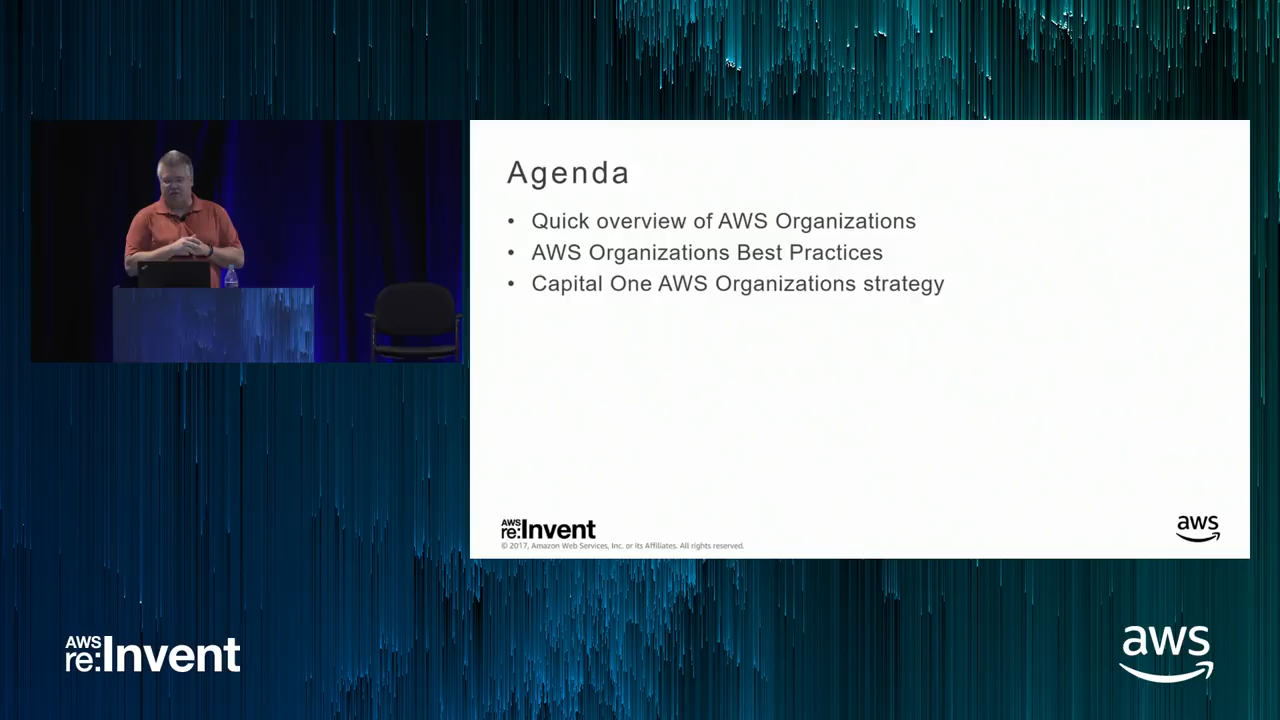 Agenda
• Quick overview of AWS Organizations
• AWS Organizations Best Practices
• Capital One AWS Organizations strategy
AWS
re:Invent
© 2017, Amazon Web Services, Inc. or its Affiliates. All rights reserved.
aws
AWS
re:Invent
aws